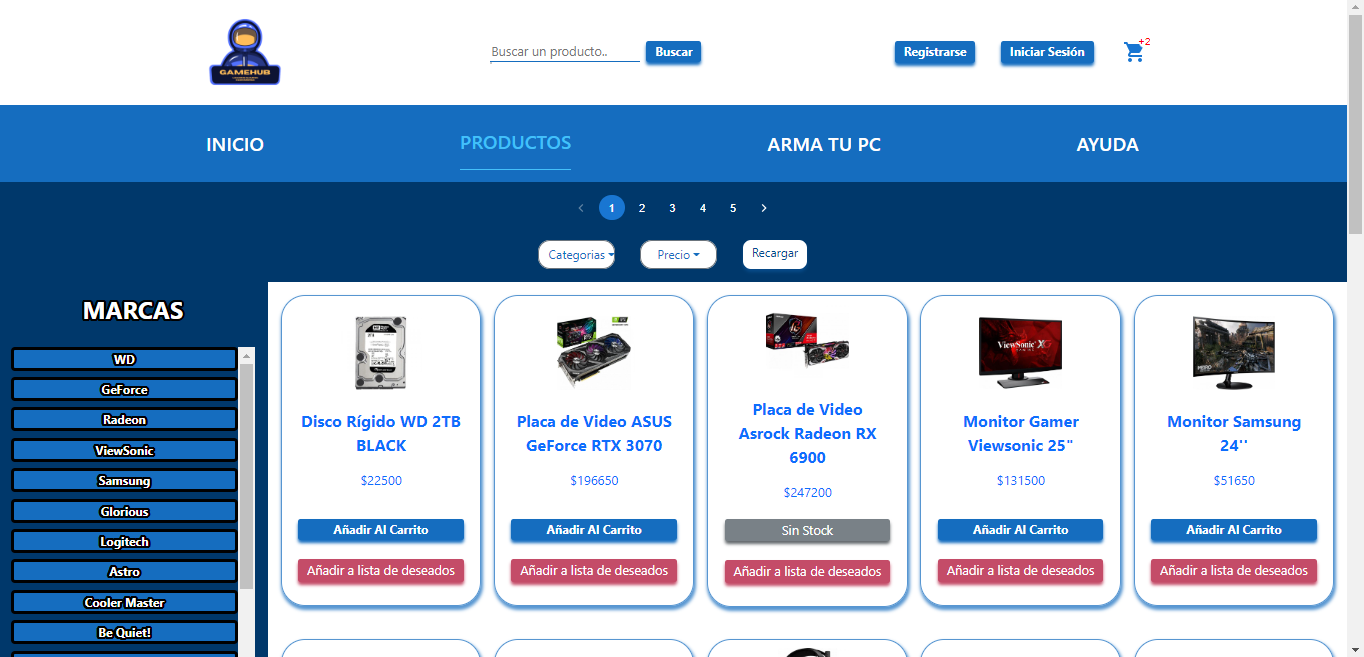 GAMEHUB
Buscar un producto..
Buscar
Registrarse
Iniciar Sesión
+2
INICIO
PRODUCTOS
ARMA TU PC
AYUDA
1 2 3 4 5
Categorias
Precio
Recargar
MARCAS
WD
GeForce
Radeon
ViewSonic
Samsung
Glorious
Logitech
Astro
Cooler Master
Be Quiet!
Disco Rígido WD 2TB
BLACK
$22500
Añadir Al Carrito
Añadir a lista de deseados
Placa de Video ASUS
GeForce RTX 3070
$196650
Añadir Al Carrito
Añadir a lista de deseados
Placa de Video
Asrock Radeon RX
6900
$247200
Sin Stock
Añadir a lista de deseados
ViewSonic
Monitor Gamer
Viewsonic 25"
$131500
Añadir Al Carrito
Añadir a lista de deseados
Monitor Samsung
24''
$51650
Añadir Al Carrito
Añadir a lista de deseados